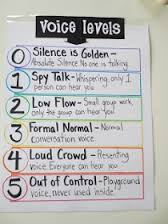 Voice levels
0 Silence is Golden-
Absolute Silence No one is talking
1 Spy Talk- Whispering, only 1
person can hear you
2 Low Flow- Small group work,
only the group can hear you!
3 Formal Normal- Normal
conversation voice.
4 Loud Crowd- Presenting
voice. Everyone can hear you
5 Out of Control- Playground
voice, never used inside!